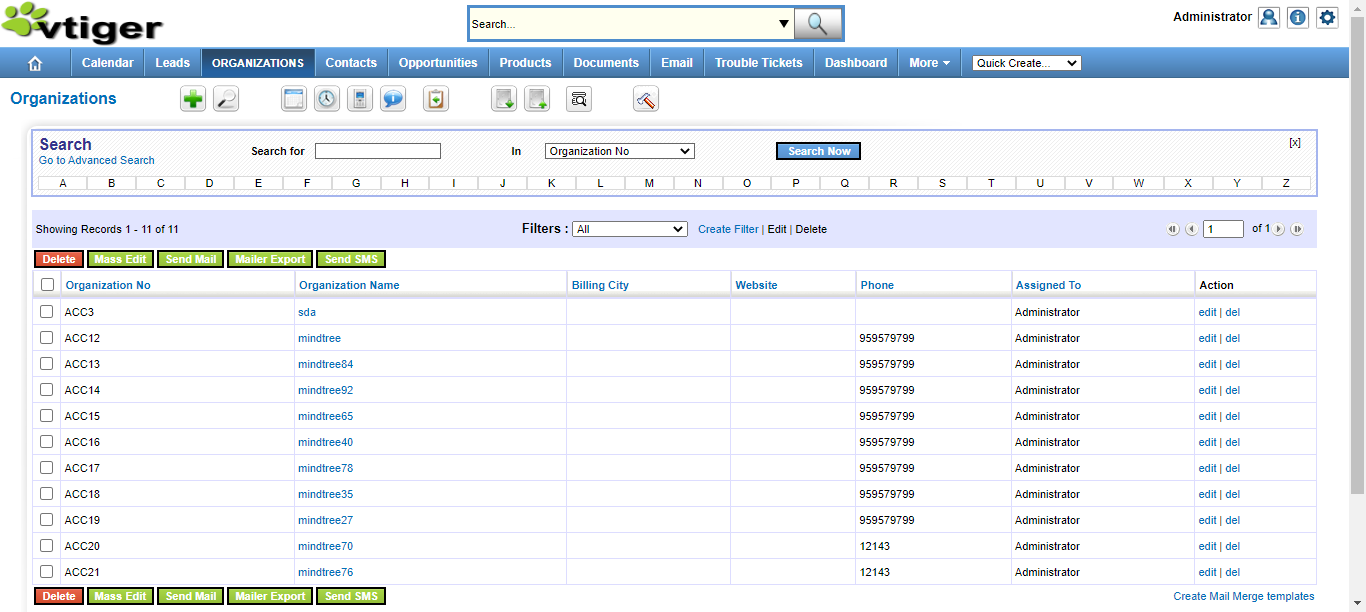 vtiger
Search...
Administrator
Calendar Leads ORGANIZATIONS Contacts Opportunities Products Documents Email Trouble Tickets Dashboard More Quick Create...
Organizations
Search
Go to Advanced Search
Search for In Organization No Search Now [x]
A B C D E F G H I J K L M N O P Q R S T U V W X Y Z
Showing Records 1 - 11 of 11 Filters : All Create Filter | Edit | Delete 1 of 1
Delete Mass Edit Send Mail Mailer Export Send SMS
Organization No Organization Name Billing City Website Phone Assigned To Action
ACC3 sda Administrator edit | del
ACC12 mindtree 959579799 Administrator edit | del
ACC13 mindtree84 959579799 Administrator edit | del
ACC14 mindtree92 959579799 Administrator edit | del
ACC15 mindtree65 959579799 Administrator edit | del
ACC16 mindtree40 959579799 Administrator edit | del
ACC17 mindtree78 959579799 Administrator edit | del
ACC18 mindtree35 959579799 Administrator edit | del
ACC19 mindtree27 959579799 Administrator edit | del
ACC20 mindtree70 12143 Administrator edit | del
ACC21 mindtree76 12143 Administrator edit | del
Delete Mass Edit Send Mail Mailer Export Send SMS Create Mail Merge templates